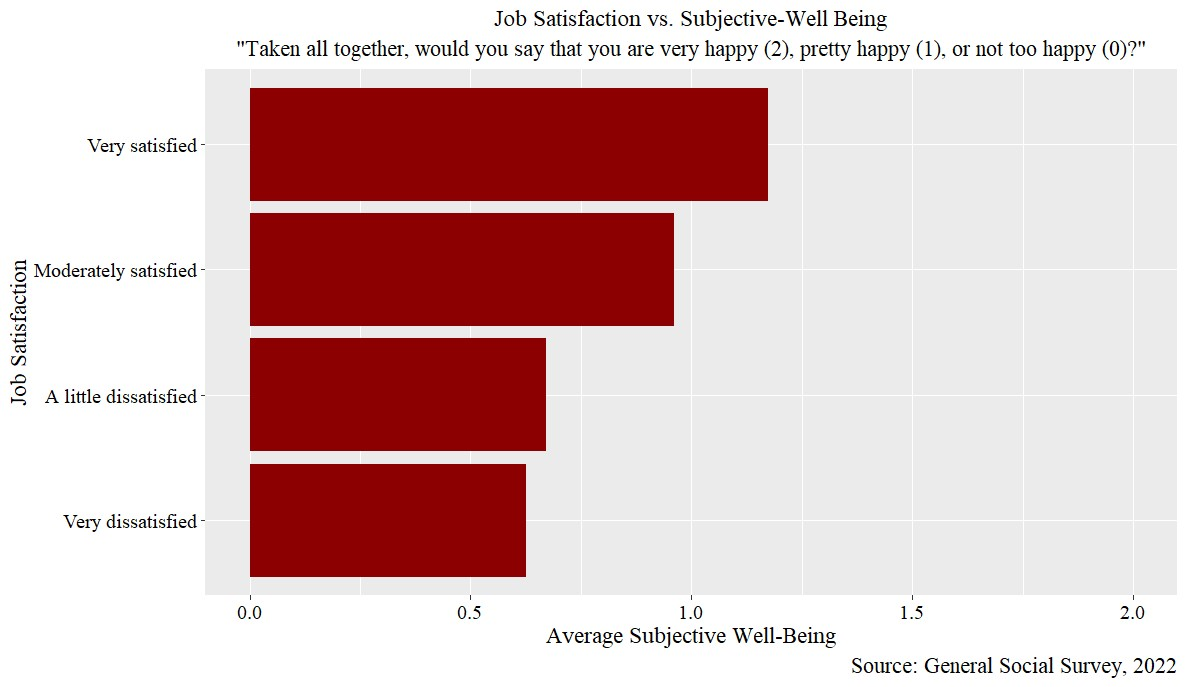 Job Satisfaction vs. Subjective-Well Being
"Taken all together, would you say that you are very happy (2), pretty happy (1), or not too happy (0)?"
Job Satisfaction
Very satisfied
Moderately satisfied
A little dissatisfied
Very dissatisfied
0.0 0.5 1.0 1.5 2.0
Average Subjective Well-Being
Source: General Social Survey, 2022